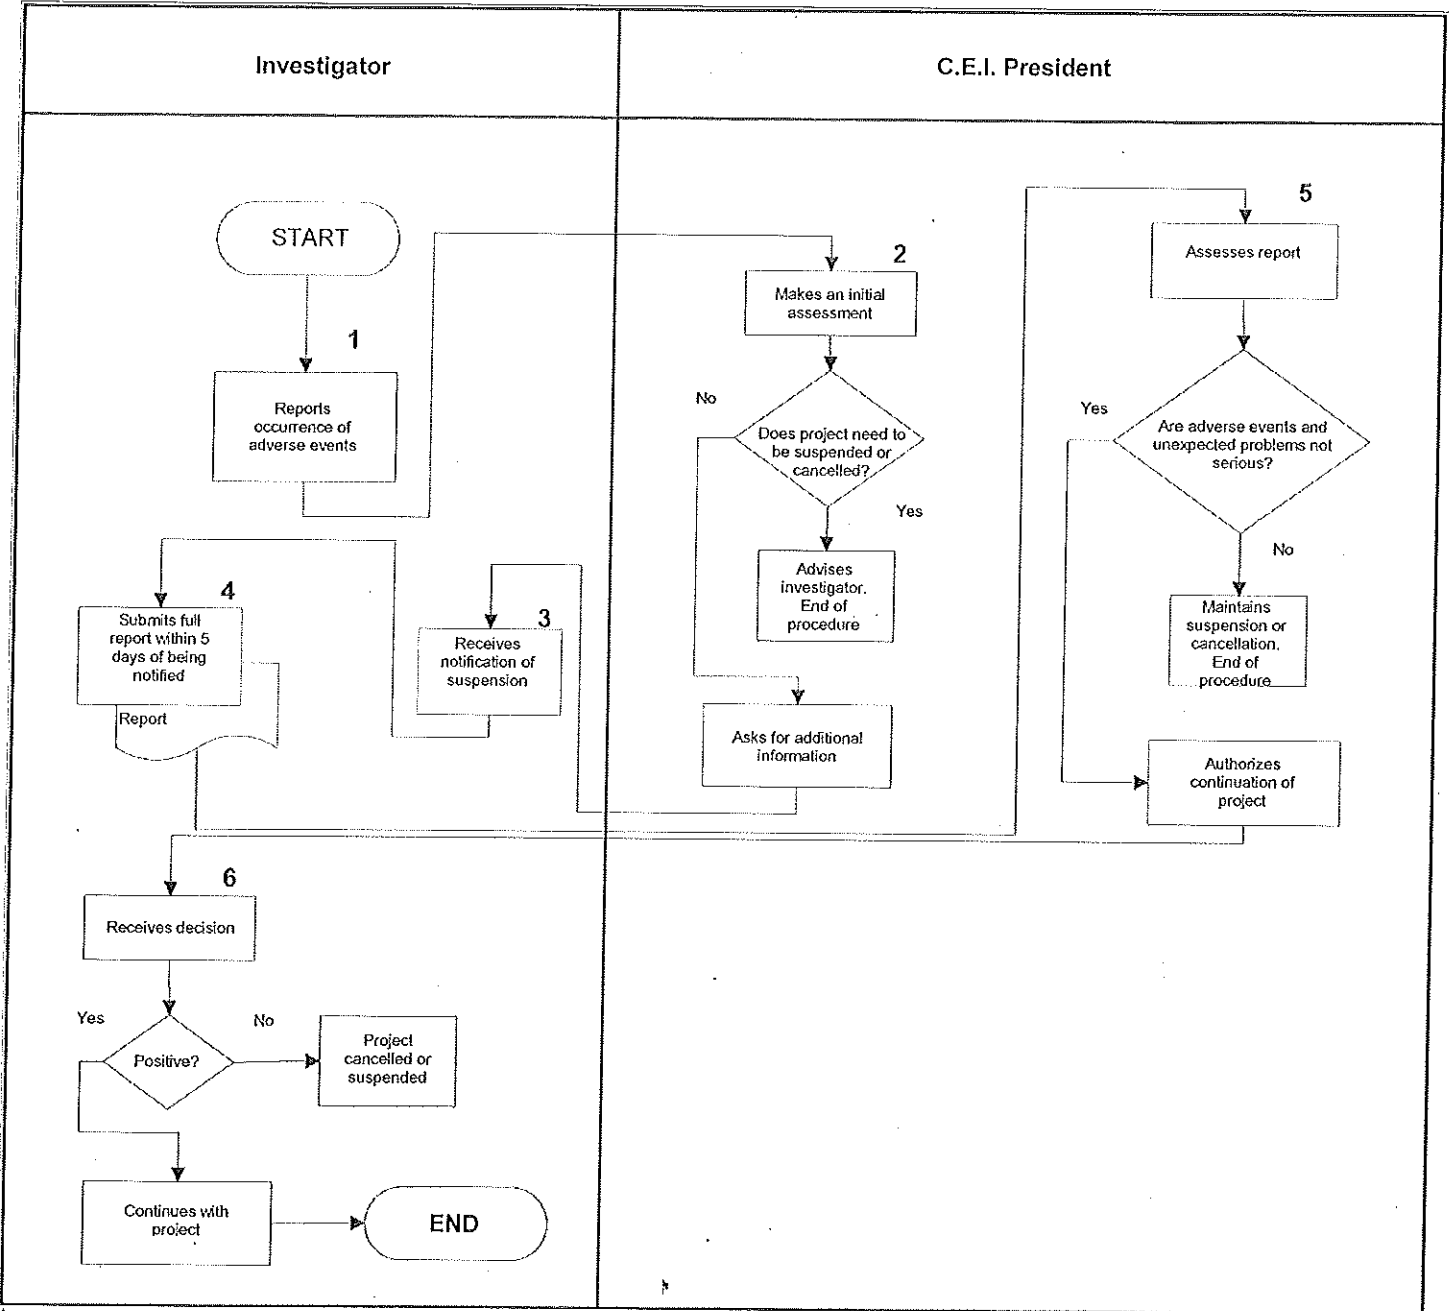 Investigator
C.E.I. President
START
1
Reports
occurrence of
adverse events
2
Makes an initial
assessment
No
Does project need to
be suspended or
cancelled?
Yes
Advises
investigator.
End of
procedure
Asks for additional
information
3
Receives
notification of
suspension
4
Submits full
report within 5
days of being
notified
Report
5
Assesses report
Yes
Are adverse events and
unexpected problems not
serious?
No
Maintains
suspension or
cancellation.
End of
procedure
Authorizes
continuation of
project
6
Receives decision
Yes
Positive?
No
Project
cancelled or
suspended
Continues with
project
END